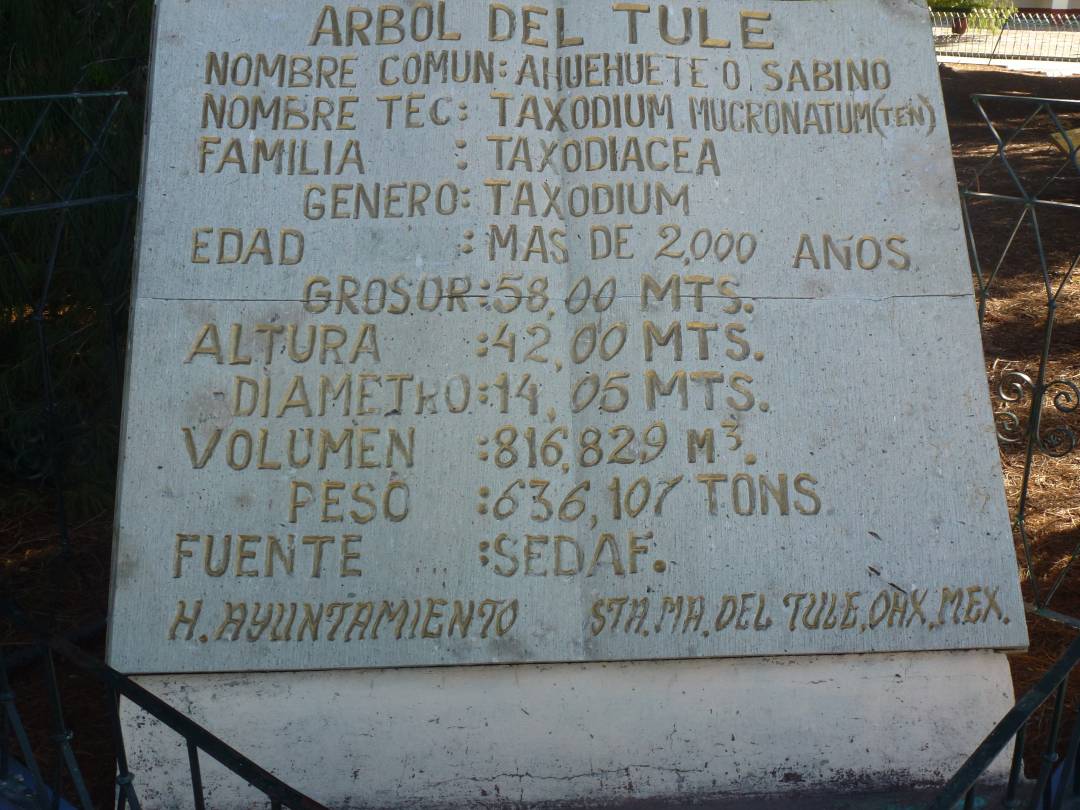 ARBOL DEL TULE
NOMBRE COMUN: AHUEHUETE O SABINO
NOMBRE TEC: TAXODIUM MUCRONATUM (TEN)
FAMILIA : TAXODIACEA
GENERO: TAXODIUM
EDAD : MAS DE 2,000 AÑOS
GROSOR: 58,00 MTS.
ALTURA : 42,00 MTS.
DIAMETRO: 14,05 MTS.
VOLUMEN : 816,829 M³.
PESO : 636,107 TONS
FUENTE : SEDAF.
H. AYUNTAMIENTO STA. MA. DEL TULE, OAX, MEX.